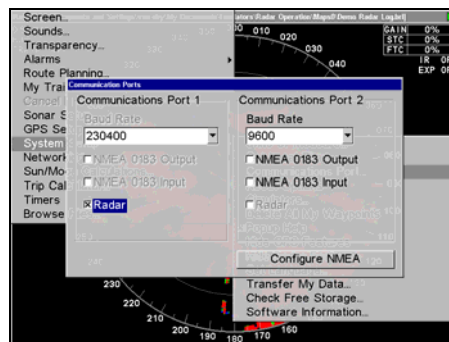 Screen...
Sounds...
Transparency...
Alarms
Route Planning...
My Trai
Cancel
Sonar S
GPS Se
System
Network
Sun/Mo
Trip Cal
Timers
Browse
010
020
030
040
GAIN 0%
STC 0%
FTC 0%
IR OF
EXP OF
Communication Ports
Communications Port 1
Baud Rate
230400
NMEA 0183 Output
NMEA 0183 Input
Radar
Communications Port 2
Baud Rate
9600
NMEA 0183 Output
NMEA 0183 Input
Radar
Configure NMEA
Transfer My Data...
Check Free Storage...
Software Information...
240
230
220
210
200
190
180
170
160